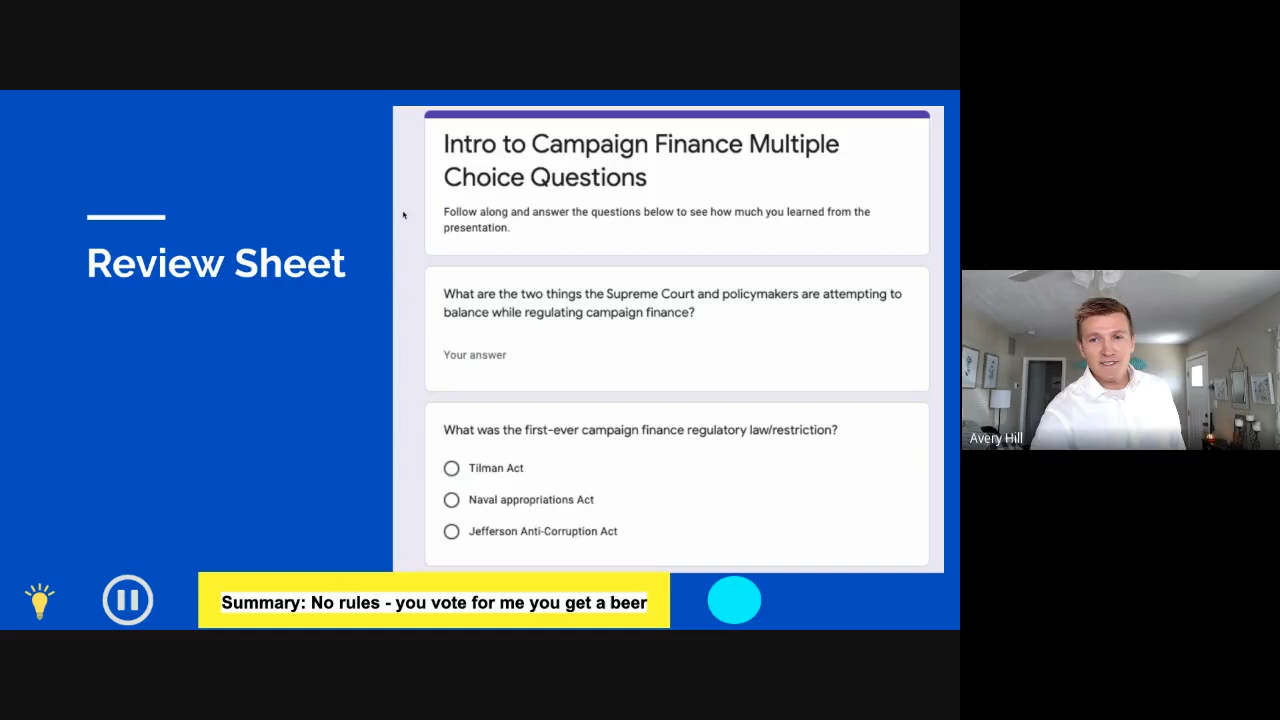 Review Sheet
Intro to Campaign Finance Multiple
Choice Questions
Follow along and answer the questions below to see how much you learned from the
presentation.
What are the two things the Supreme Court and policymakers are attempting to
balance while regulating campaign finance?
Your answer
What was the first-ever campaign finance regulatory law/restriction?
Tilman Act
Naval appropriations Act
Jefferson Anti-Corruption Act
Summary: No rules - you vote for me you get a beer
Avery Hill